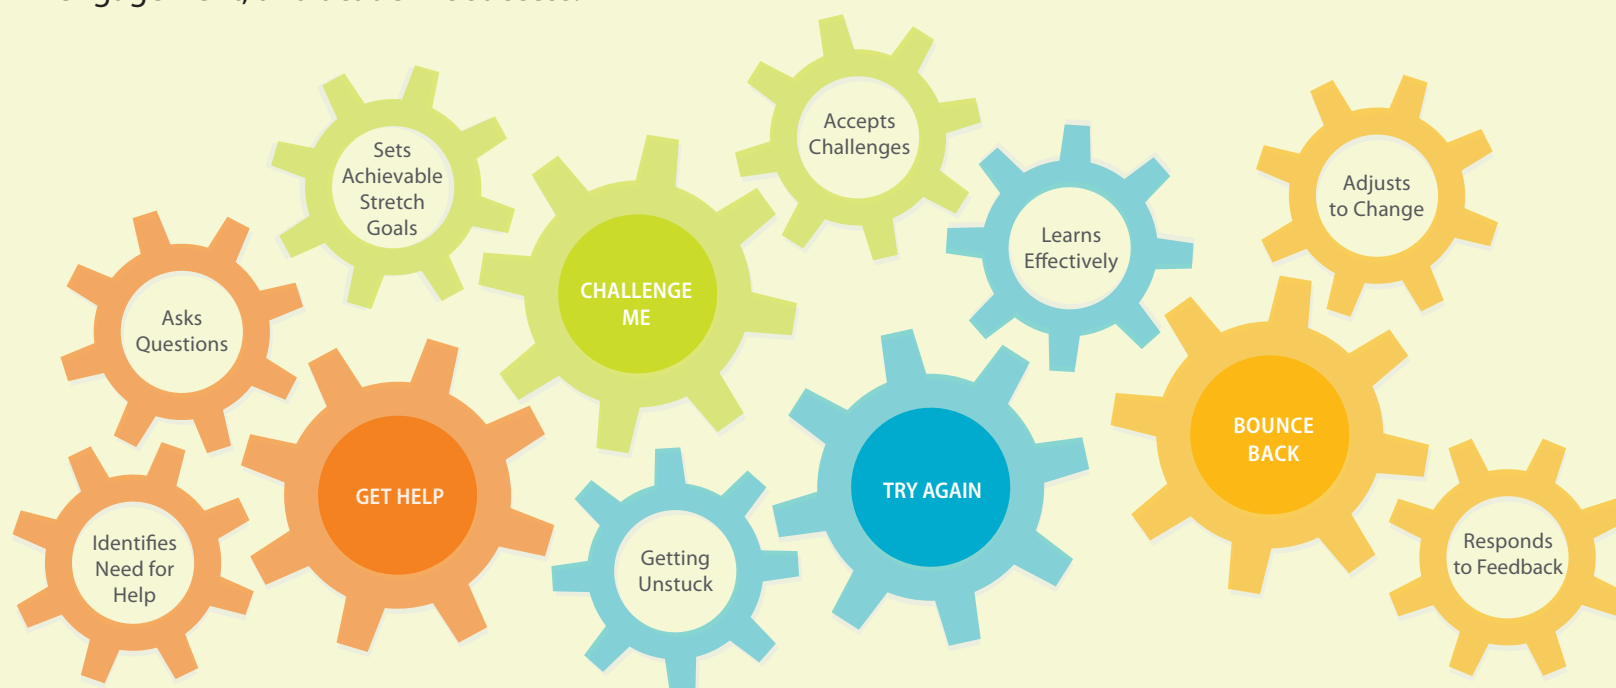 Sets
Achievable
Stretch
Goals
Accepts
Challenges
Learns
Effectively
Adjusts
to Change
Asks
Questions
CHALLENGE
ME
GET HELP
TRY AGAIN
BOUNCE
BACK
Identifies
Need for
Help
Getting
Unstuck
Responds
to Feedback